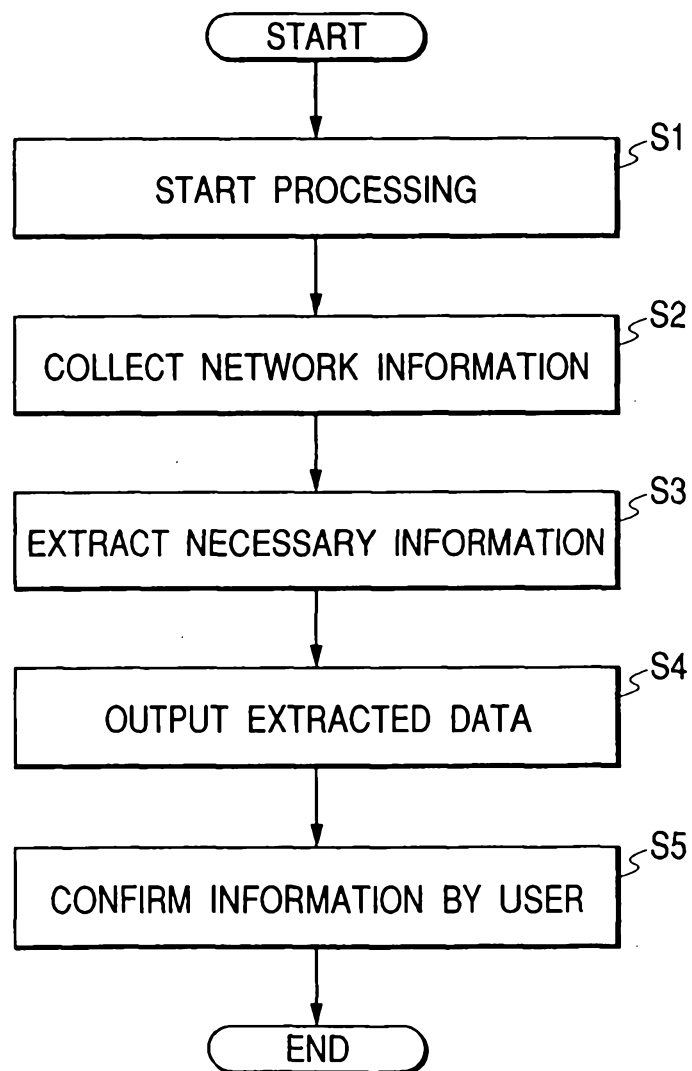 START
S1
START PROCESSING
S2
COLLECT NETWORK INFORMATION
S3
EXTRACT NECESSARY INFORMATION
S4
OUTPUT EXTRACTED DATA
S5
CONFIRM INFORMATION BY USER
END